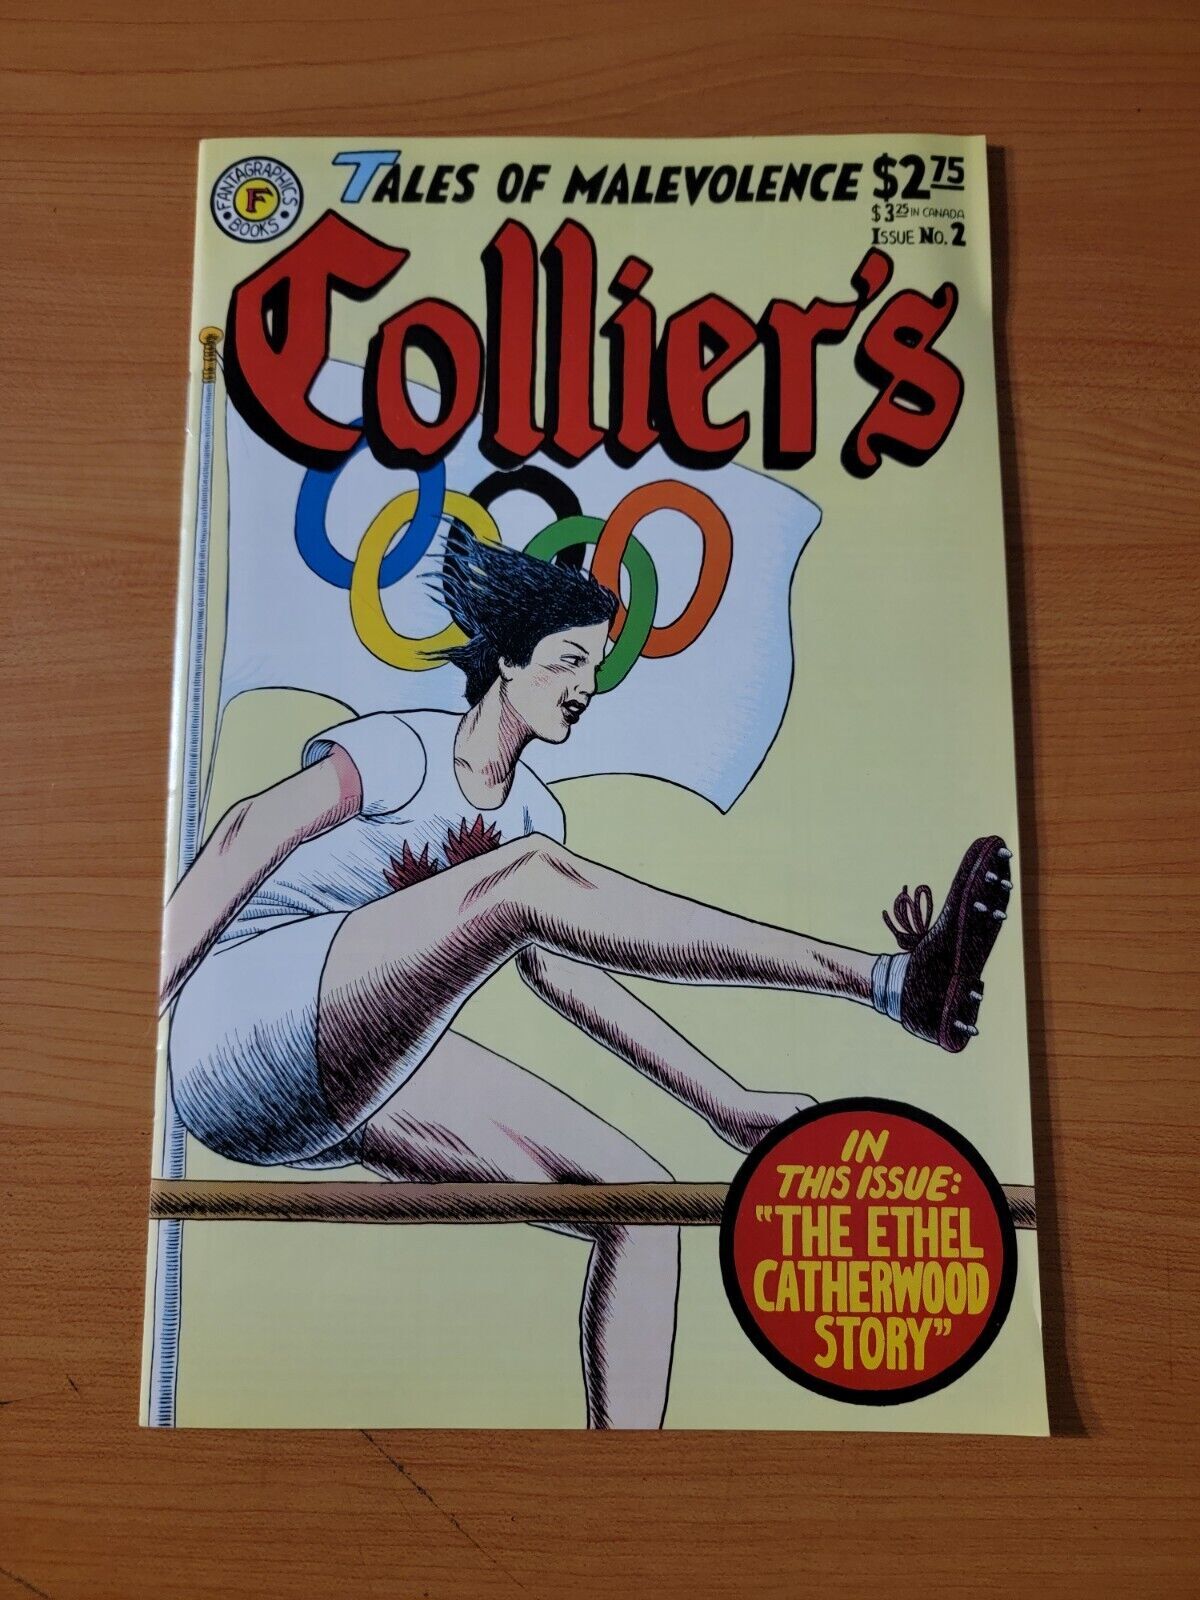 FANTAGRAPHICS
BOOKS
F
TALES OF MALEVOLENCE
$2.75
$3.25 IN CANADA
ISSUE NO. 2
Collier's
IN
THIS ISSUE:
"THE ETHEL
CATHERWOOD
STORY"